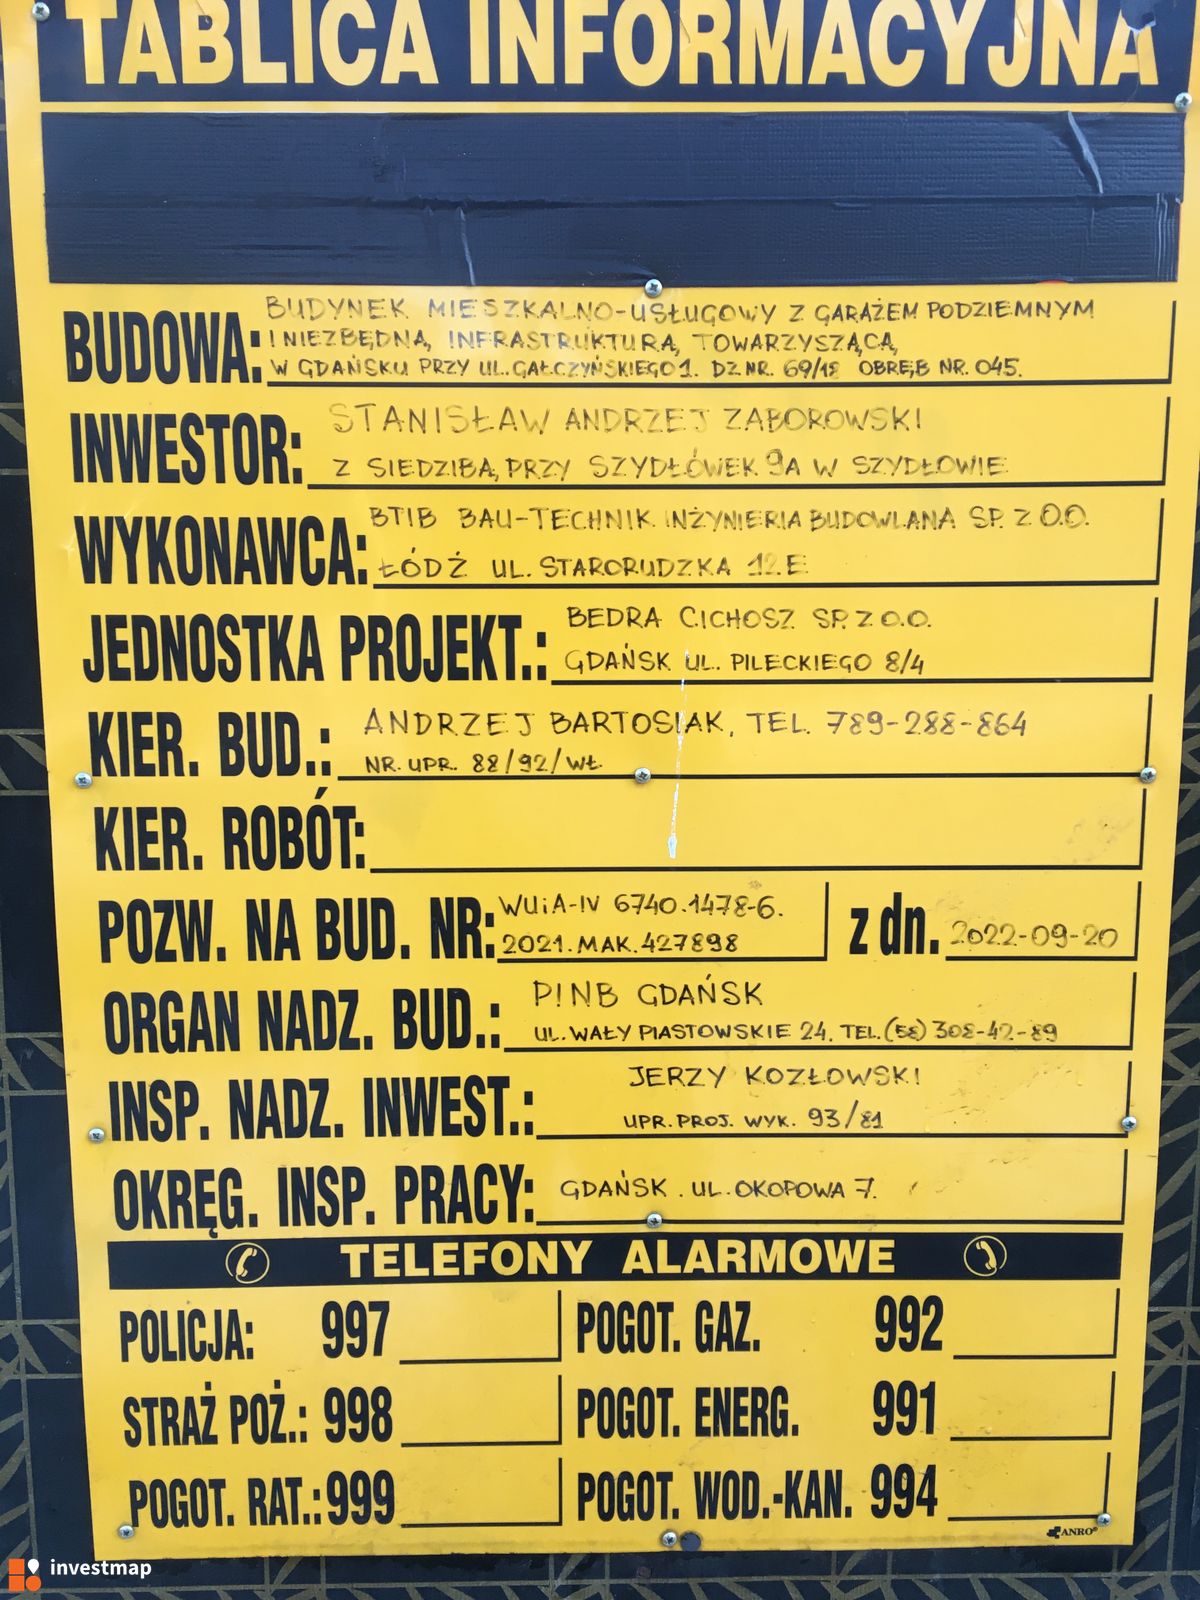 TABLICA INFORMACYJNA
BUDOWA: BUDYNEK MIESZKALNO-USŁUGOWY Z GARAŻEM PODZIEMNYM
I NIEZBĘDNĄ INFRASTRUKTURĄ TOWARZYSZĄCĄ
W GDAŃSKU PRZY UL. GAŁCZYŃSKIEGO 1. DZ NR. 69/18 OBRĘB NR. 045.
INWESTOR: STANISŁAW ANDRZEJ ZABOROWSKI
Z SIEDZIBĄ PRZY SZYDŁÓWEK 9A W SZYDŁOWIE
WYKONAWCA: BTIB BAU-TECHNIK INŻYNIERIA BUDOWLANA SP. Z O.O.
ŁÓDŹ UL. STARORUDZKA 12 E
JEDNOSTKA PROJEKT.: BEDRA CICHOSZ SP. Z O.O.
GDAŃSK UL. PILECKIEGO 8/4
KIER. BUD.: ANDRZEJ BARTOSIAK, TEL. 789-288-864
NR. UPR. 88/92/WŁ.
KIER. ROBÓT:
POZW. NA BUD. NR: WUiA-IV 6740.1478-6.
2021.MAK.427898
z dn. 2022-09-20
ORGAN NADZ. BUD.: PINB GDAŃSK
UL. WAŁY PIASTOWSKIE 24. TEL. (58) 308-42-89
INSP. NADZ. INWEST.: JERZY KOZŁOWSKI
UPR. PROJ. WYK. 93/81
OKRĘG. INSP. PRACY: GDAŃSK. UL. OKOPOWA 7.
TELEFONY ALARMOWE
POLICJA: 997
POGOT. GAZ. 992
STRAŻ POŻ.: 998
POGOT. ENERG. 991
POGOT. RAT.: 999
POGOT. WOD.-KAN. 994
ANRO®
investmap